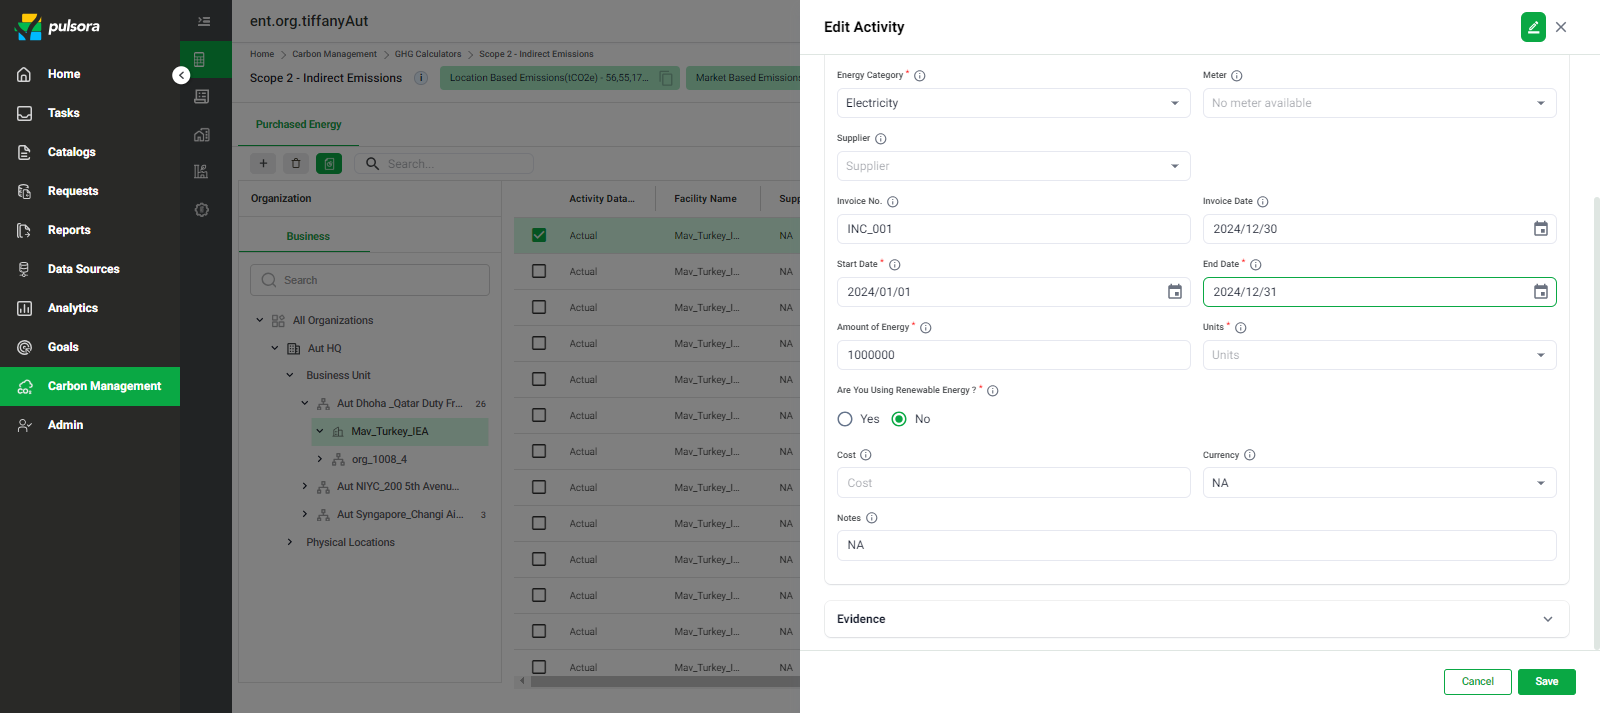 pulsora
Home
Tasks
Catalogs
Requests
Reports
Data Sources
Analytics
Goals
Carbon Management
Admin
ent.org.tiffanyAut
Home > Carbon Management > GHG Calculators > Scope 2 - Indirect Emissions
Scope 2 - Indirect Emissions
Location Based Emissions(tCO2e) - 56,55,17...
Market Based Emissions
Purchased Energy
Search...
Organization
Business
Search
All Organizations
Aut HQ
Business Unit
Aut Dhoha _Qatar Duty Fr... 26
Mav_Turkey_IEA
org_1008_4
Aut NIYC_200 5th Avenu...
Aut Syngapore_Changi Ai... 3
Physical Locations
Activity Data... Facility Name Supp
Actual Mav_Turkey_I... NA
Actual Mav_Turkey_I... NA
Actual Mav_Turkey_I... NA
Actual Mav_Turkey_I... NA
Actual Mav_Turkey_I... NA
Actual Mav_Turkey_I... NA
Actual Mav_Turkey_I... NA
Actual Mav_Turkey_I... NA
Actual Mav_Turkey_I... NA
Actual Mav_Turkey_I... NA
Actual Mav_Turkey_I... NA
Actual Mav_Turkey_I... NA
Actual Mav_Turkey_I... NA
Edit Activity
Energy Category *
Electricity
Meter
No meter available
Supplier
Supplier
Invoice No.
INC_001
Invoice Date
2024/12/30
Start Date *
2024/01/01
End Date *
2024/12/31
Amount of Energy *
1000000
Units *
Units
Are You Using Renewable Energy ? *
Yes No
Cost
Cost
Currency
NA
Notes
NA
Evidence
Cancel Save